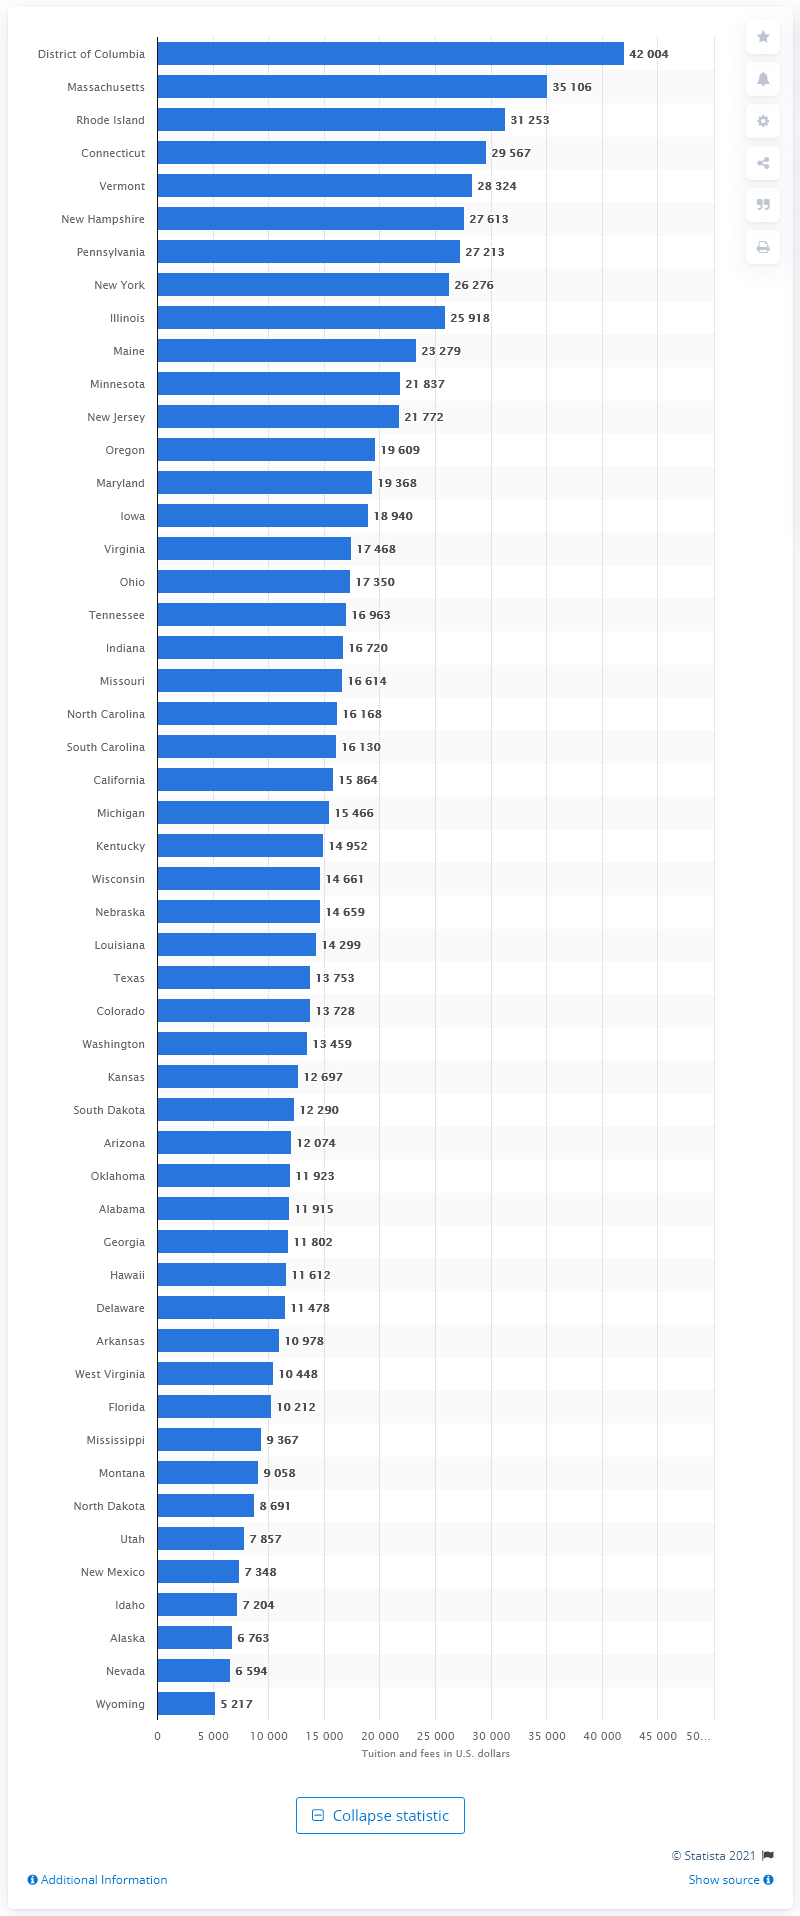 District of Columbia 42 004
Massachusetts 35 106
Rhode Island 31 253
Connecticut 29 567
Vermont 28 324
New Hampshire 27 613
Pennsylvania 27 213
New York 26 276
Illinois 25 918
Maine 23 279
Minnesota 21 837
New Jersey 21 772
Oregon 19 609
Maryland 19 368
Iowa 18 940
Virginia 17 468
Ohio 17 350
Tennessee 16 963
Indiana 16 720
Missouri 16 614
North Carolina 16 168
South Carolina 16 130
California 15 864
Michigan 15 466
Kentucky 14 952
Wisconsin 14 661
Nebraska 14 659
Louisiana 14 299
Texas 13 753
Colorado 13 728
Washington 13 459
Kansas 12 697
South Dakota 12 290
Arizona 12 074
Oklahoma 11 923
Alabama 11 915
Georgia 11 802
Hawaii 11 612
Delaware 11 478
Arkansas 10 978
West Virginia 10 448
Florida 10 212
Mississippi 9 367
Montana 9 058
North Dakota 8 691
Utah 7 857
New Mexico 7 348
Idaho 7 204
Alaska 6 763
Nevada 6 594
Wyoming 5 217
0 5 000 10 000 15 000 20 000 25 000 30 000 35 000 40 000 45 000 50…
Tuition and fees in U.S. dollars
Collapse statistic
© Statista 2021
Additional Information Show source